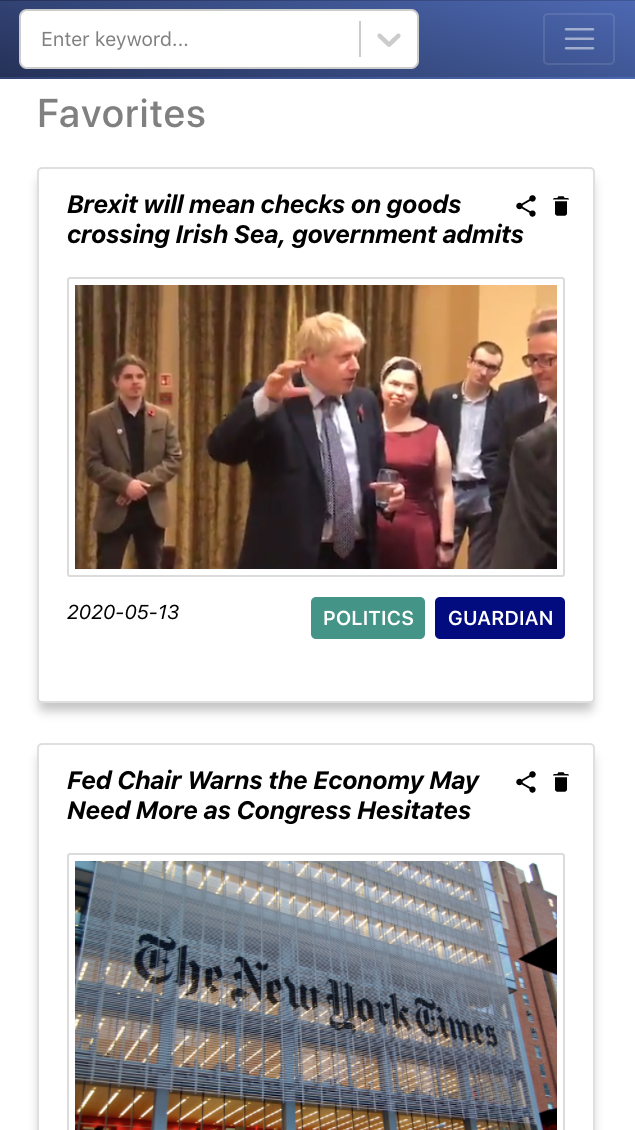 Enter keyword...
Favorites
Brexit will mean checks on goods
crossing Irish Sea, government admits
2020-05-13
POLITICS
GUARDIAN
Fed Chair Warns the Economy May
Need More as Congress Hesitates
The New York Times